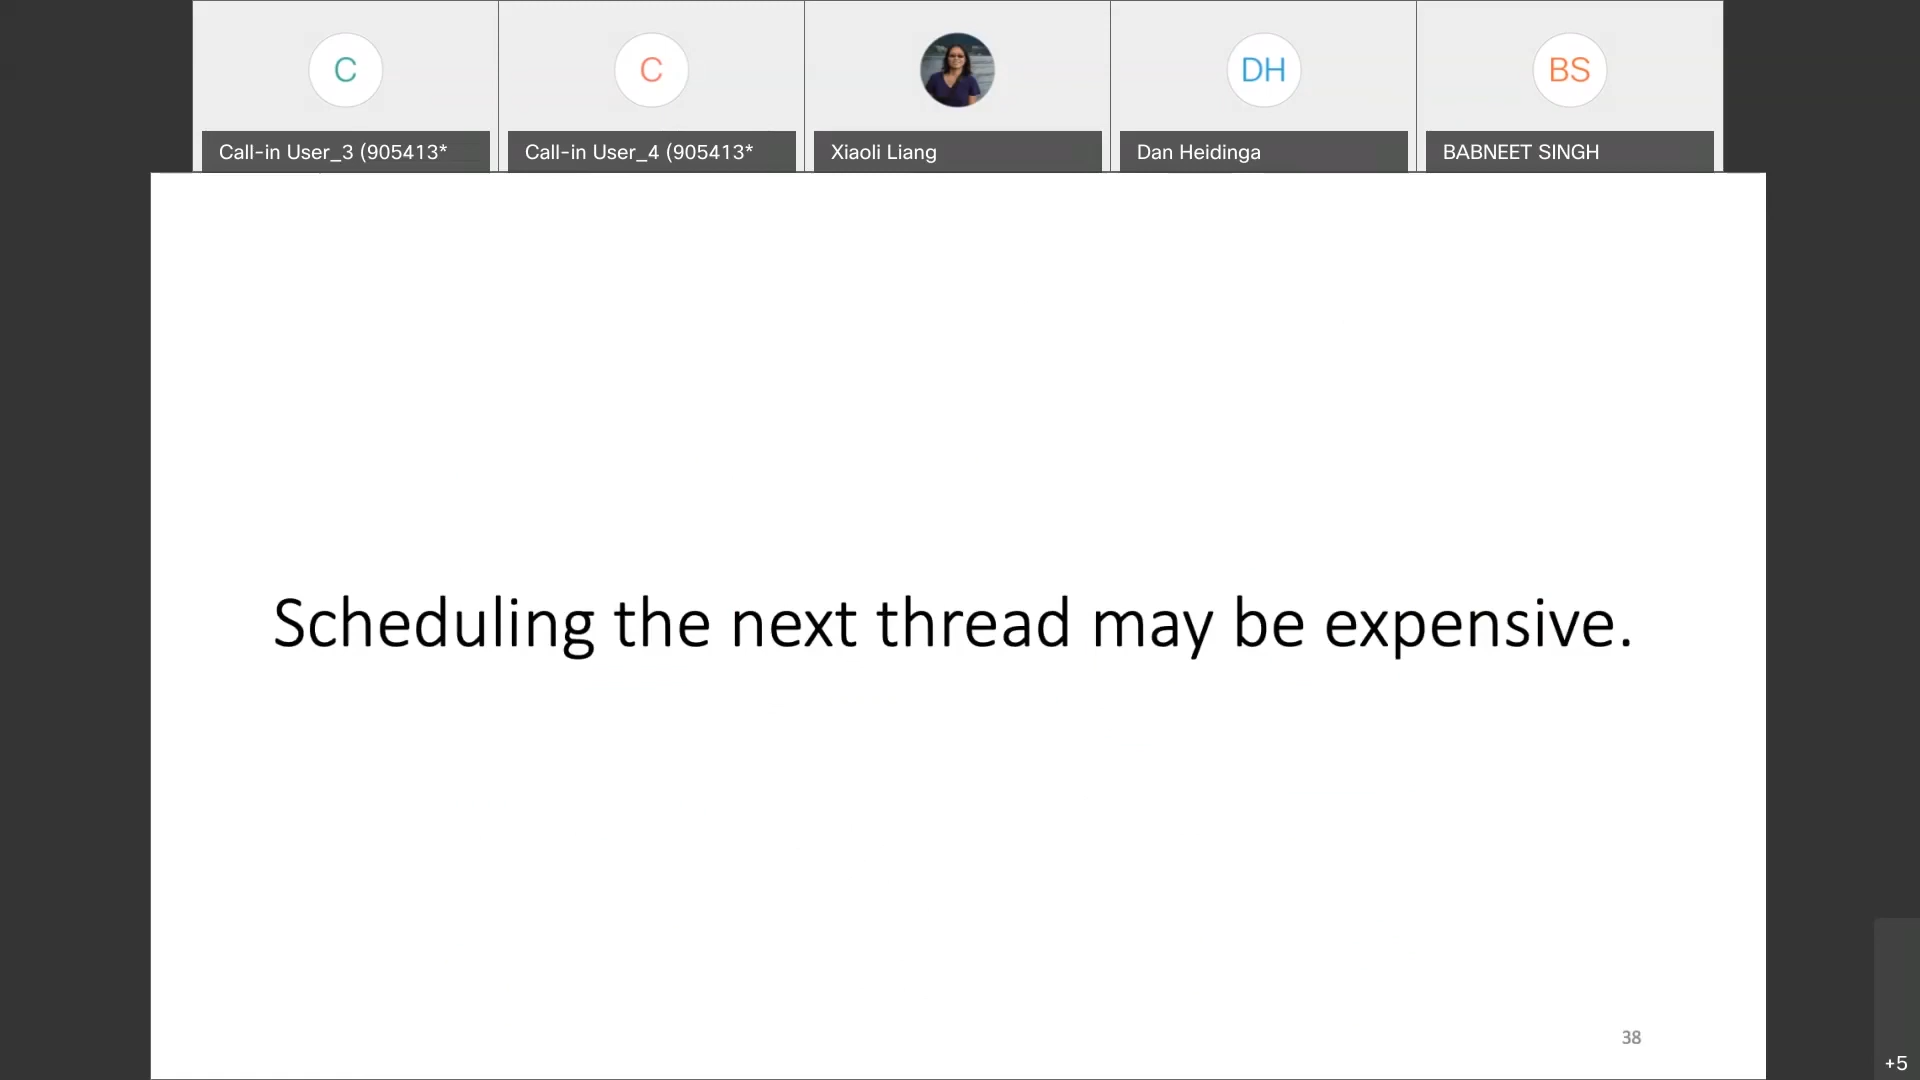 C
C
DH
BS
Call-in User_3 (905413*
Call-in User_4 (905413*
Xiaoli Liang
Dan Heidinga
BABNEET SINGH
Scheduling the next thread may be expensive.
38
+5